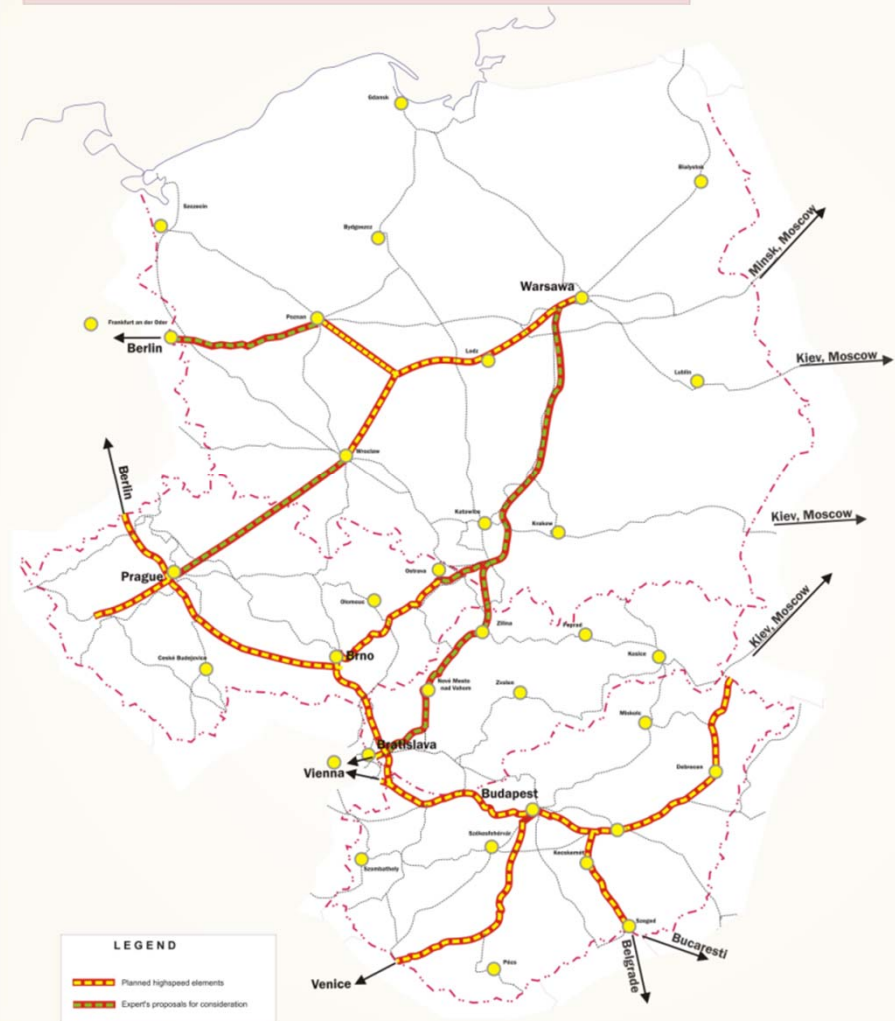 Gdansk
Bialystok
Szczecin
Bydgoszcz
Minsk, Moscow
Warsawa
Poznan
Frankfurt an der Oder
Berlin
Lodz
Kiev, Moscow
Lublin
Wroclaw
Berlin
Katowice
Krakow
Kiev, Moscow
Prague
Ostrava
Olomouc
Zilina
Poprad
Kiev, Moscow
Brno
Kosice
Ceské Budejovice
Nové Mesto
nad Vahom
Zvolen
Miskolc
Bratislava
Vienna
Debrecen
Budapest
Székesfehérvár
Kecskemét
Szombathely
Szeged
Bucaresti
Belgrade
Pécs
Venice
LEGEND
Planned highspeed elements
Expert's proposals for consideration